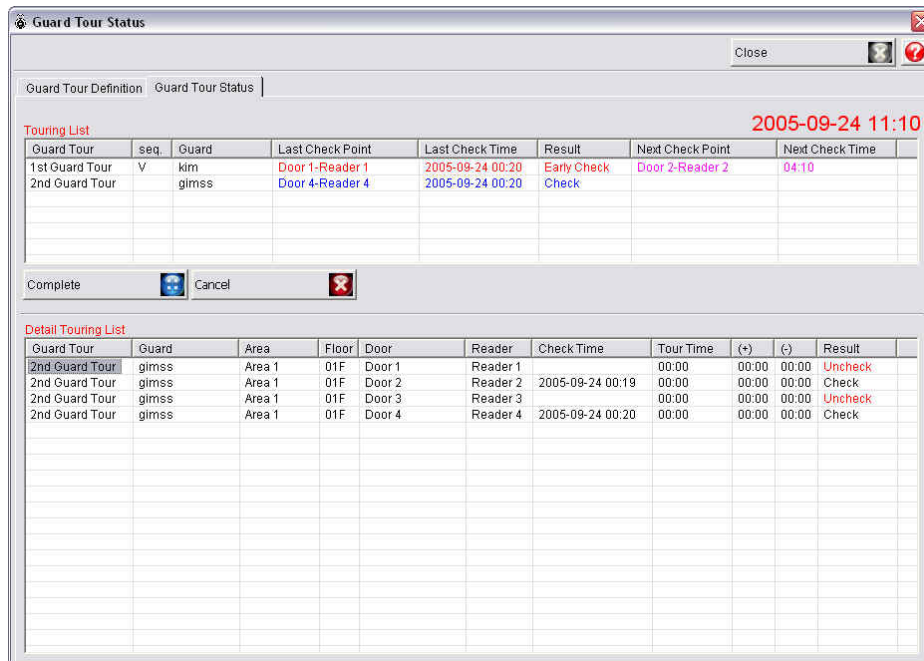 Guard Tour Status
Close
Guard Tour Definition Guard Tour Status
2005-09-24 11:10
Touring List
Guard Tour seq. Guard Last Check Point Last Check Time Result Next Check Point Next Check Time
1st Guard Tour V kim Door 1-Reader 1 2005-09-24 00:20 Early Check Door 2-Reader 2 04:10
2nd Guard Tour gimss Door 4-Reader 4 2005-09-24 00:20 Check
Complete Cancel
Detail Touring List
Guard Tour Guard Area Floor Door Reader Check Time Tour Time (+) (-) Result
2nd Guard Tour gimss Area 1 01F Door 1 Reader 1 00:00 00:00 00:00 Uncheck
2nd Guard Tour gimss Area 1 01F Door 2 Reader 2 2005-09-24 00:19 00:00 00:00 00:00 Check
2nd Guard Tour gimss Area 1 01F Door 3 Reader 3 00:00 00:00 00:00 Uncheck
2nd Guard Tour gimss Area 1 01F Door 4 Reader 4 2005-09-24 00:20 00:00 00:00 00:00 Check